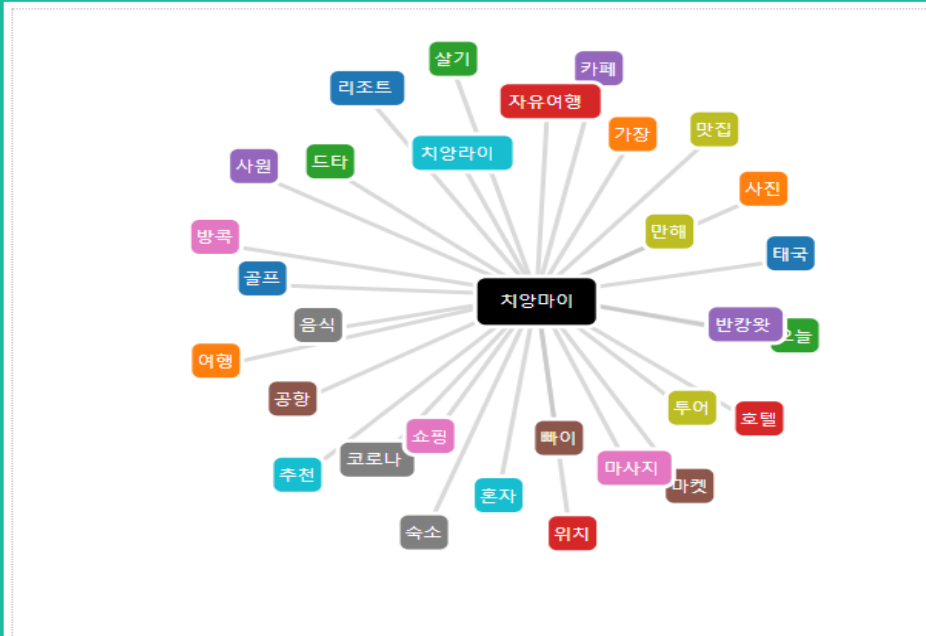 살기
카페
리조트
자유여행
맛집
가장
치앙라이
드타
사원
사진
만해
방콕
태국
골프
치앙마이
음식
반캉왓
여행
공항
투어
호텔
쇼핑
빠이
코로나
마사지
추천
마켓
혼자
숙소
위치